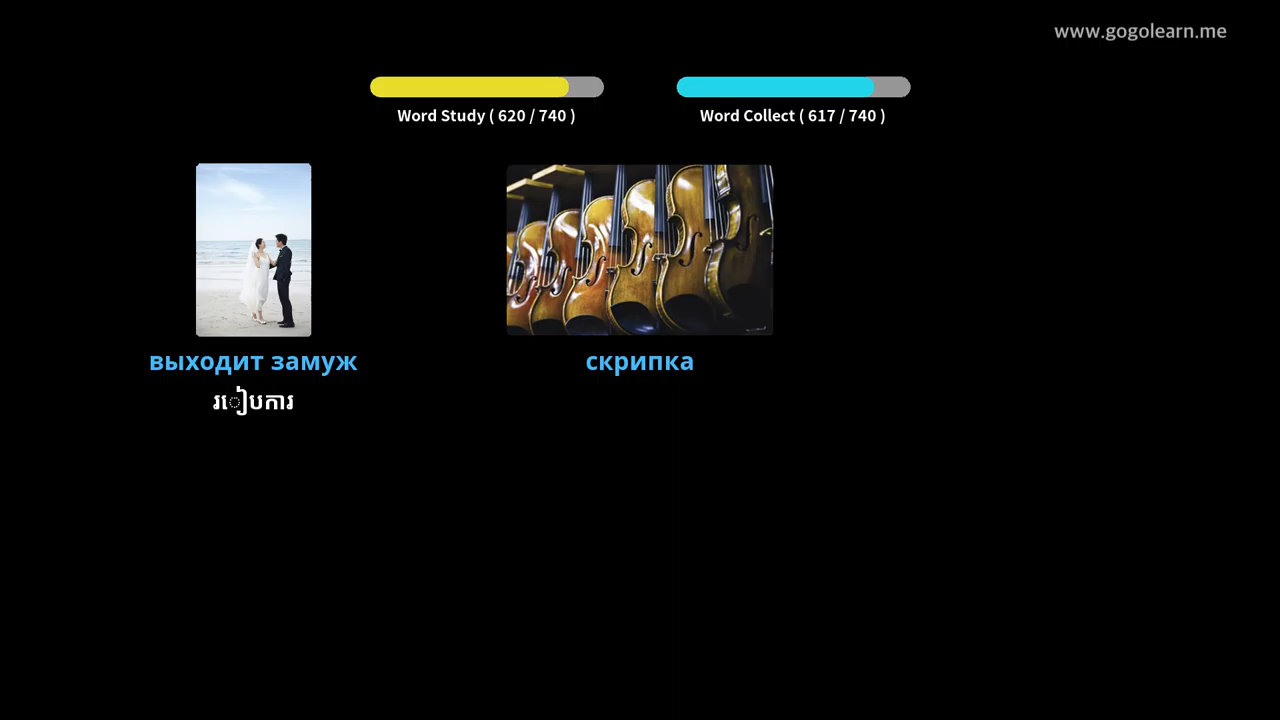 www.gogolearn.me
Word Study ( 620 / 740 )
Word Collect ( 617 / 740 )
выходит замуж
скрипка
រៀបការ